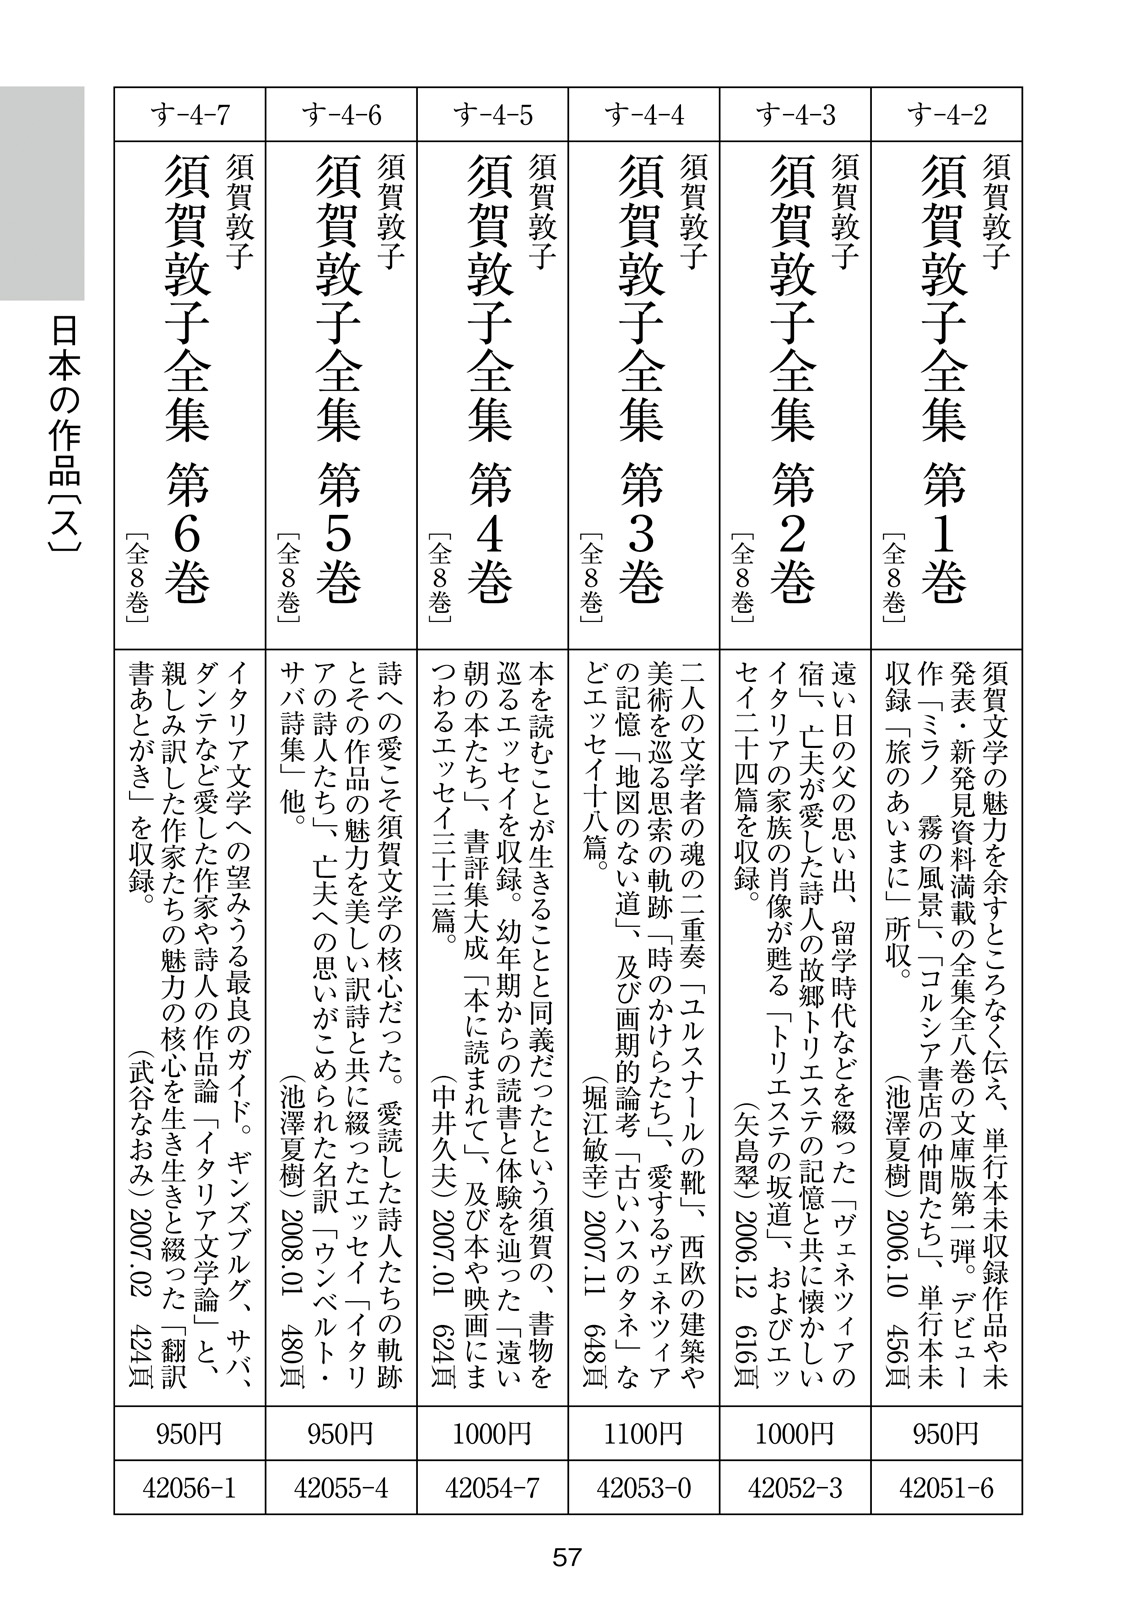 日本の作品〔ス〕
す-4-2
須賀敦子
須賀敦子全集 第1巻
［全8巻］
須賀文学の魅力を余すところなく伝え、単行本未収録作品や未
発表・新発見資料満載の全集全八巻の文庫版第一弾。デビュー
作「ミラノ 霧の風景」、「コルシア書店の仲間たち」、単行本未
収録「旅のあいまに」所収。 （池澤夏樹）2006.10 456頁
950円
42051-6
す-4-3
須賀敦子
須賀敦子全集 第2巻
［全8巻］
遠い日の父の思い出、留学時代などを綴った「ヴェネツィアの
宿」、亡夫が愛した詩人の故郷トリエステの記憶と共に懐かしい
イタリアの家族の肖像が甦る「トリエステの坂道」、およびエッ
セイ二十四篇を収録。 （矢島翠）2006.12 616頁
1000円
42052-3
す-4-4
須賀敦子
須賀敦子全集 第3巻
［全8巻］
二人の文学者の魂の二重奏「ユルスナールの靴」、西欧の建築や
美術を巡る思索の軌跡「時のかけらたち」、愛するヴェネツィア
の記憶「地図のない道」、及び画期的論考「古いハスのタネ」な
どエッセイ十八篇。 （堀江敏幸）2007.11 648頁
1100円
42053-0
す-4-5
須賀敦子
須賀敦子全集 第4巻
［全8巻］
本を読むことが生きることと同義だったという須賀の、書物を
巡るエッセイを収録。幼年期からの読書と体験を辿った「遠い
朝の本たち」、書評集大成「本に読まれて」、及び本や映画にま
つわるエッセイ三十三篇。 （中井久夫）2007.01 624頁
1000円
42054-7
す-4-6
須賀敦子
須賀敦子全集 第5巻
［全8巻］
詩への愛こそ須賀文学の核心だった。愛読した詩人たちの軌跡
とその作品の魅力を美しい訳詩と共に綴ったエッセイ「イタリ
アの詩人たち」、亡夫への思いがこめられた名訳「ウンベルト・
サバ詩集」他。 （池澤夏樹）2008.01 480頁
950円
42055-4
す-4-7
須賀敦子
須賀敦子全集 第6巻
［全8巻］
イタリア文学への望みうる最良のガイド。ギンズブルグ、サバ、
ダンテなど愛した作家や詩人の作品論「イタリア文学論」と、
親しみ訳した作家たちの魅力の核心を生き生きと綴った「翻訳
書あとがき」を収録。 （武谷なおみ）2007.02 424頁
950円
42056-1
57